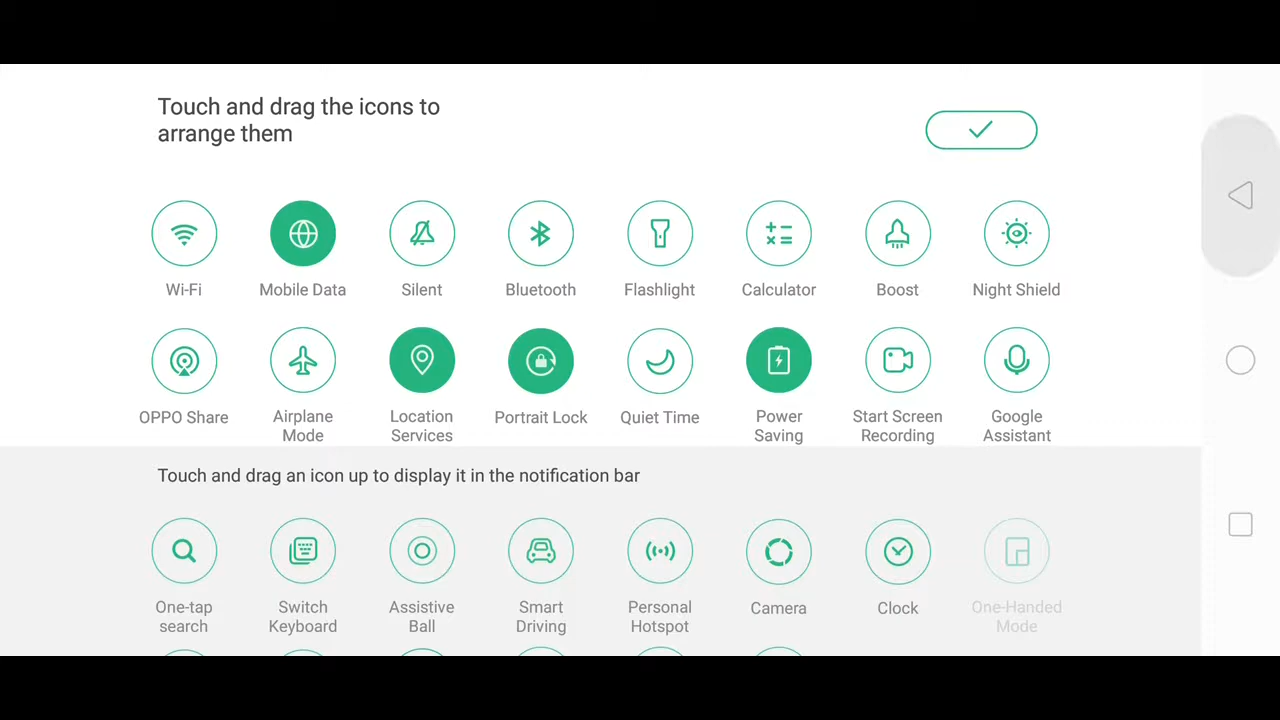 Touch and drag the icons to
arrange them
Wi-Fi
Mobile Data
Silent
Bluetooth
Flashlight
Calculator
Boost
Night Shield
OPPO Share
Airplane
Mode
Location
Services
Portrait Lock
Quiet Time
Power
Saving
Start Screen
Recording
Google
Assistant
Touch and drag an icon up to display it in the notification bar
One-tap
search
Switch
Keyboard
Assistive
Ball
Smart
Driving
Personal
Hotspot
Camera
Clock
One-Handed
Mode